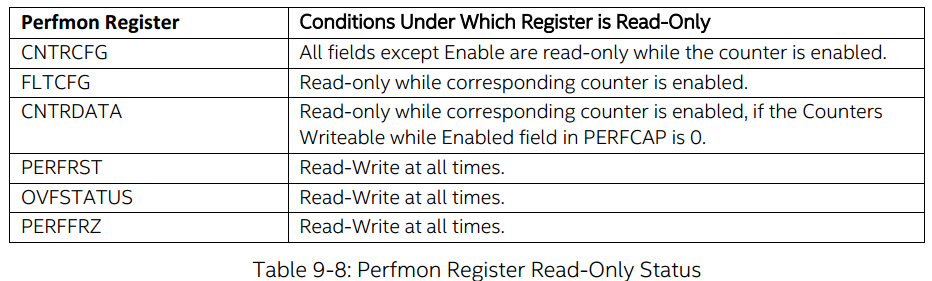 Perfmon Register Conditions Under Which Register is Read-Only
CNTRCFG All fields except Enable are read-only while the counter is enabled.
FLTCFG Read-only while corresponding counter is enabled.
CNTRDATA Read-only while corresponding counter is enabled, if the Counters
Writeable while Enabled field in PERFCAP is 0.
PERFRST Read-Write at all times.
OVFSTATUS Read-Write at all times.
PERFFRZ Read-Write at all times.
Table 9-8: Perfmon Register Read-Only Status